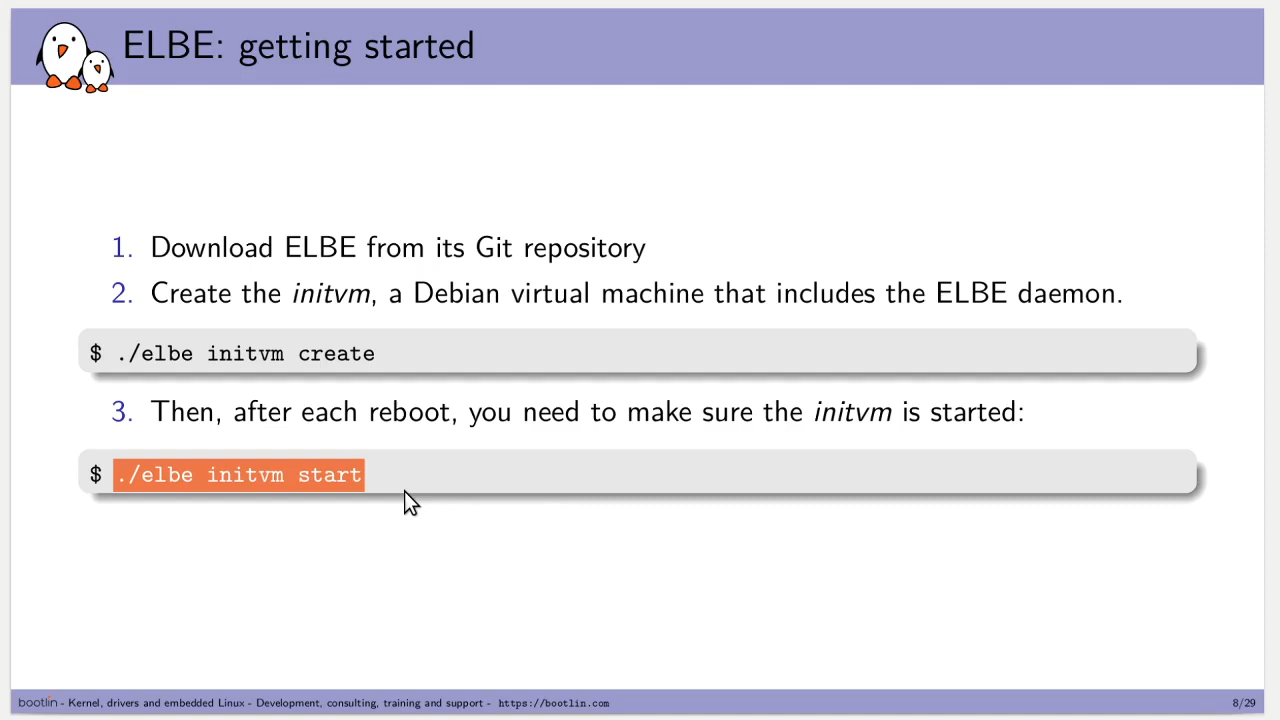 ELBE: getting started
1. Download ELBE from its Git repository
2. Create the initvm, a Debian virtual machine that includes the ELBE daemon.
$ ./elbe initvm create
3. Then, after each reboot, you need to make sure the initvm is started:
$ ./elbe initvm start
bootlin - Kernel, drivers and embedded Linux - Development, consulting, training and support - https://bootlin.com 8/29